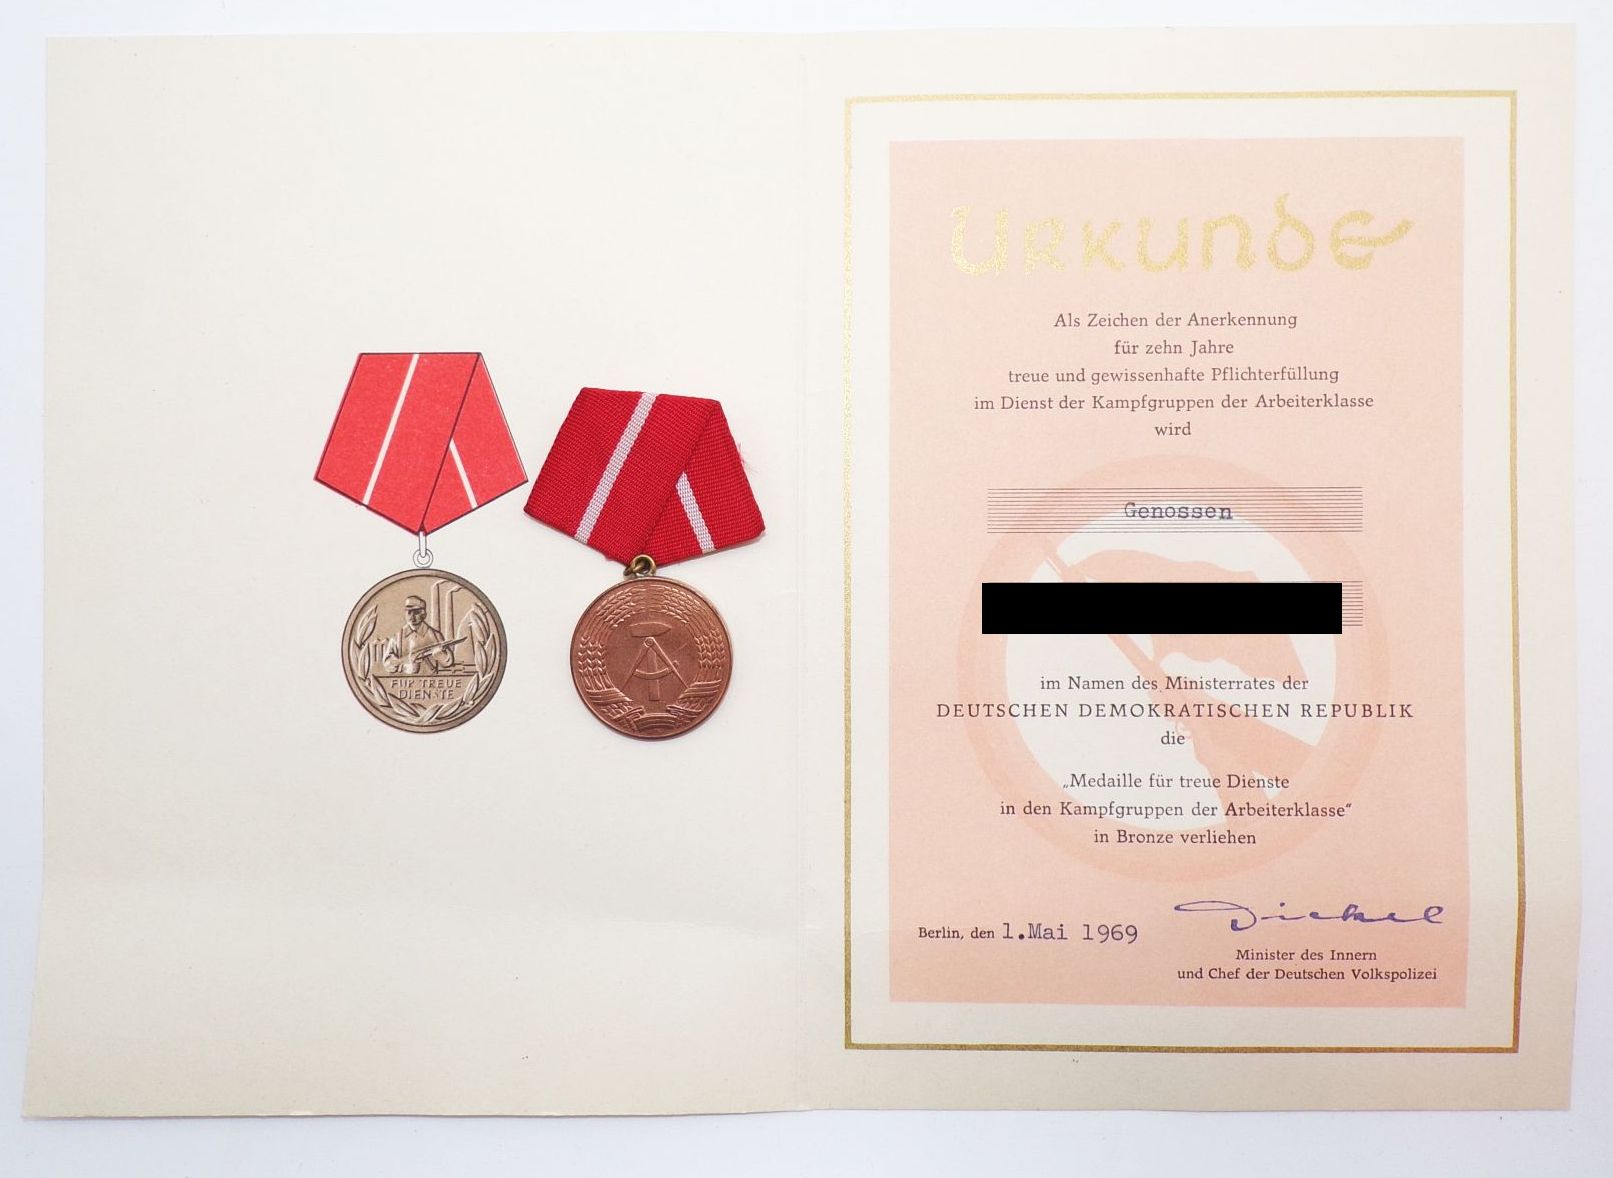 FÜR TREUE
DIENSTE
Urkunde
Als Zeichen der Anerkennung
für zehn Jahre
treue und gewissenhafte Pflichterfüllung
im Dienst der Kampfgruppen der Arbeiterklasse
wird
Genossen
im Namen des Ministerrates der
DEUTSCHEN DEMOKRATISCHEN REPUBLIK
die
„Medaille für treue Dienste
in den Kampfgruppen der Arbeiterklasse“
in Bronze verliehen
Berlin, den 1.Mai 1969
Dickel
Minister des Innern
und Chef der Deutschen Volkspolizei